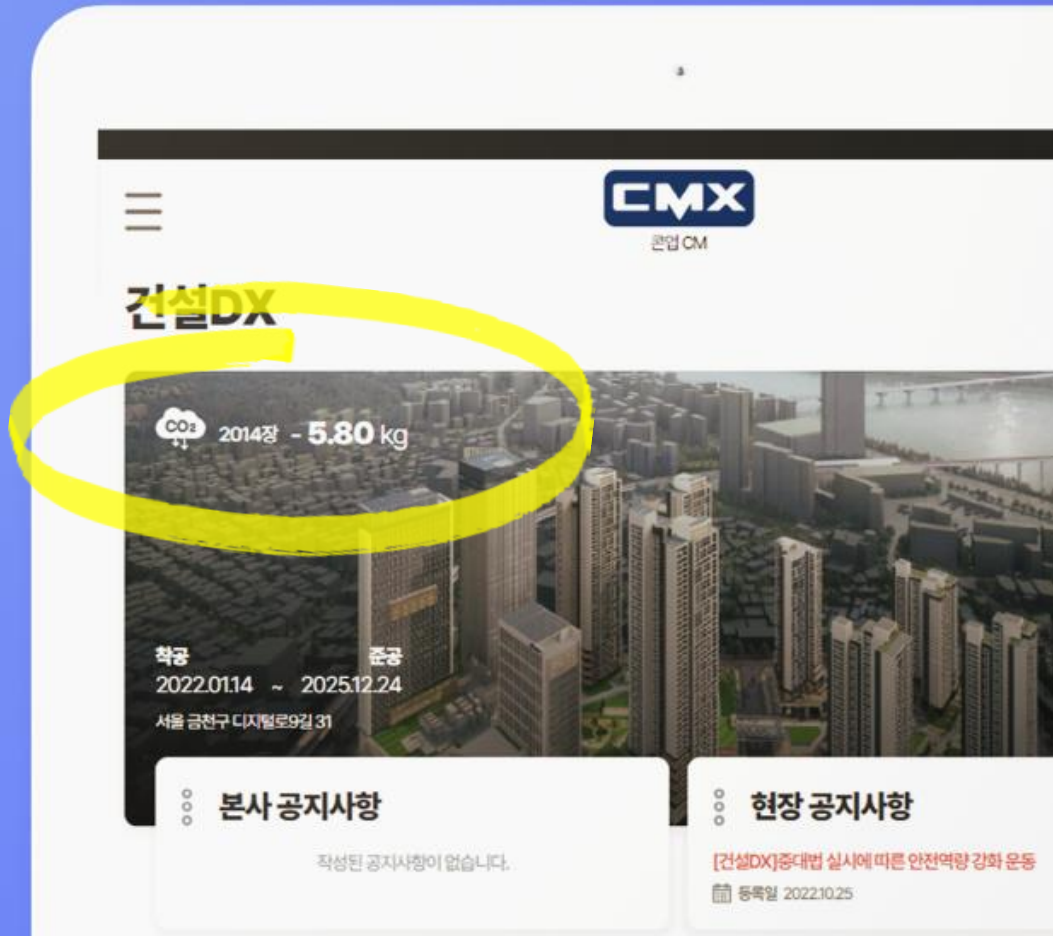 CMX
콘업 CM
건설DX
CO₂ 2014장 - 5.80 kg
착공 준공
2022.01.14 ~ 2025.12.24
서울 금천구 디지털로9길 31
본사 공지사항
작성된 공지사항이 없습니다.
현장 공지사항
[건설DX]중대법 실시에 따른 안전역량 강화 운동
등록일 2022.10.25